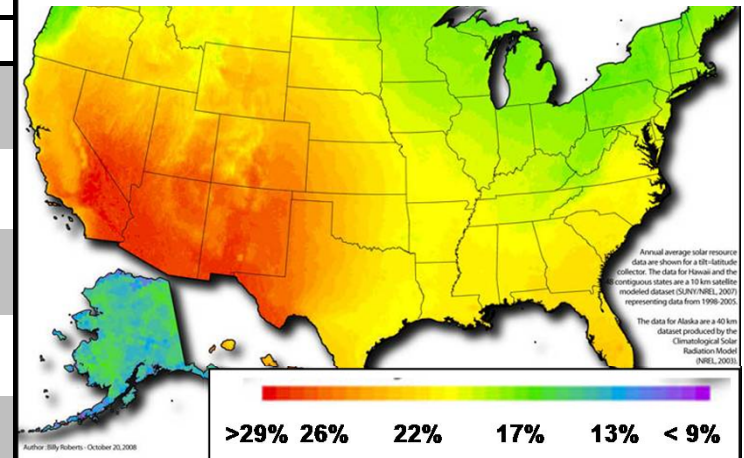 Annual average solar resource
data are shown for a tilt=latitude
collector. The data for Hawaii and the
48 contiguous states are a 10 km satellite
modeled dataset (SUNY/NREL, 2007)
representing data from 1998-2005.
The data for Alaska are a 40 km
dataset produced by the
Climatological Solar
Radiation Model
(NREL, 2003).
>29% 26% 22% 17% 13% < 9%
Author : Billy Roberts - October 20, 2008